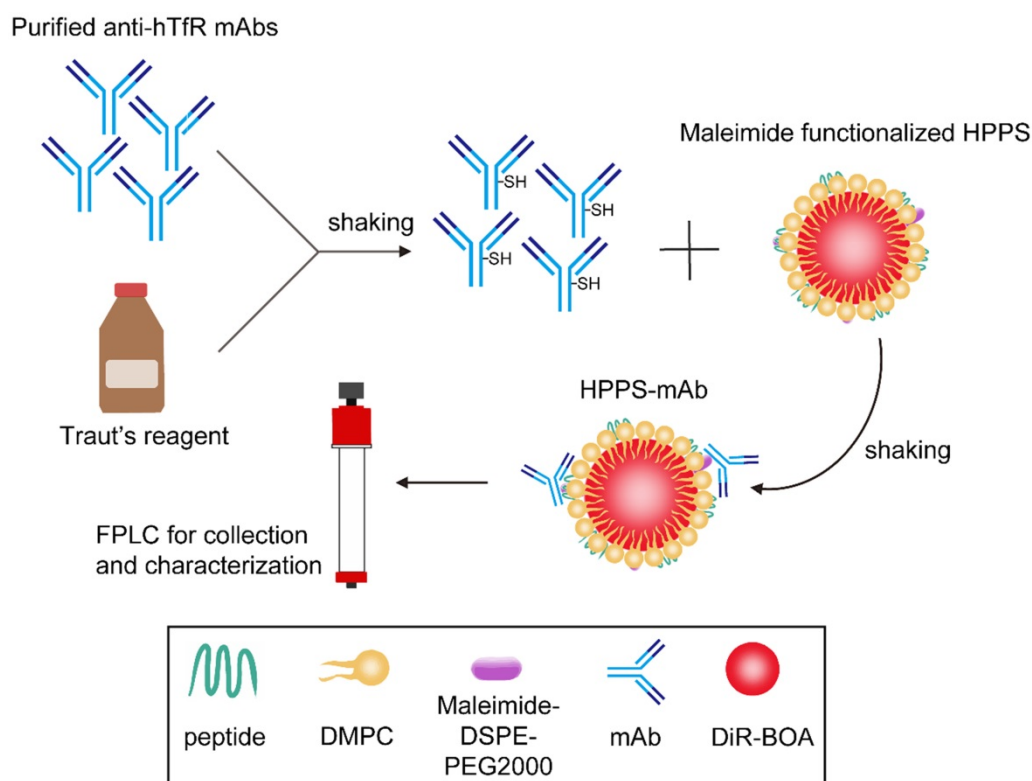 Purified anti-hTfR mAbs
Maleimide functionalized HPPS
shaking
-SH
-SH
-SH
-SH
Traut's reagent
HPPS-mAb
shaking
FPLC for collection
and characterization
peptide
DMPC
Maleimide-
DSPE-
PEG2000
mAb
DiR-BOA